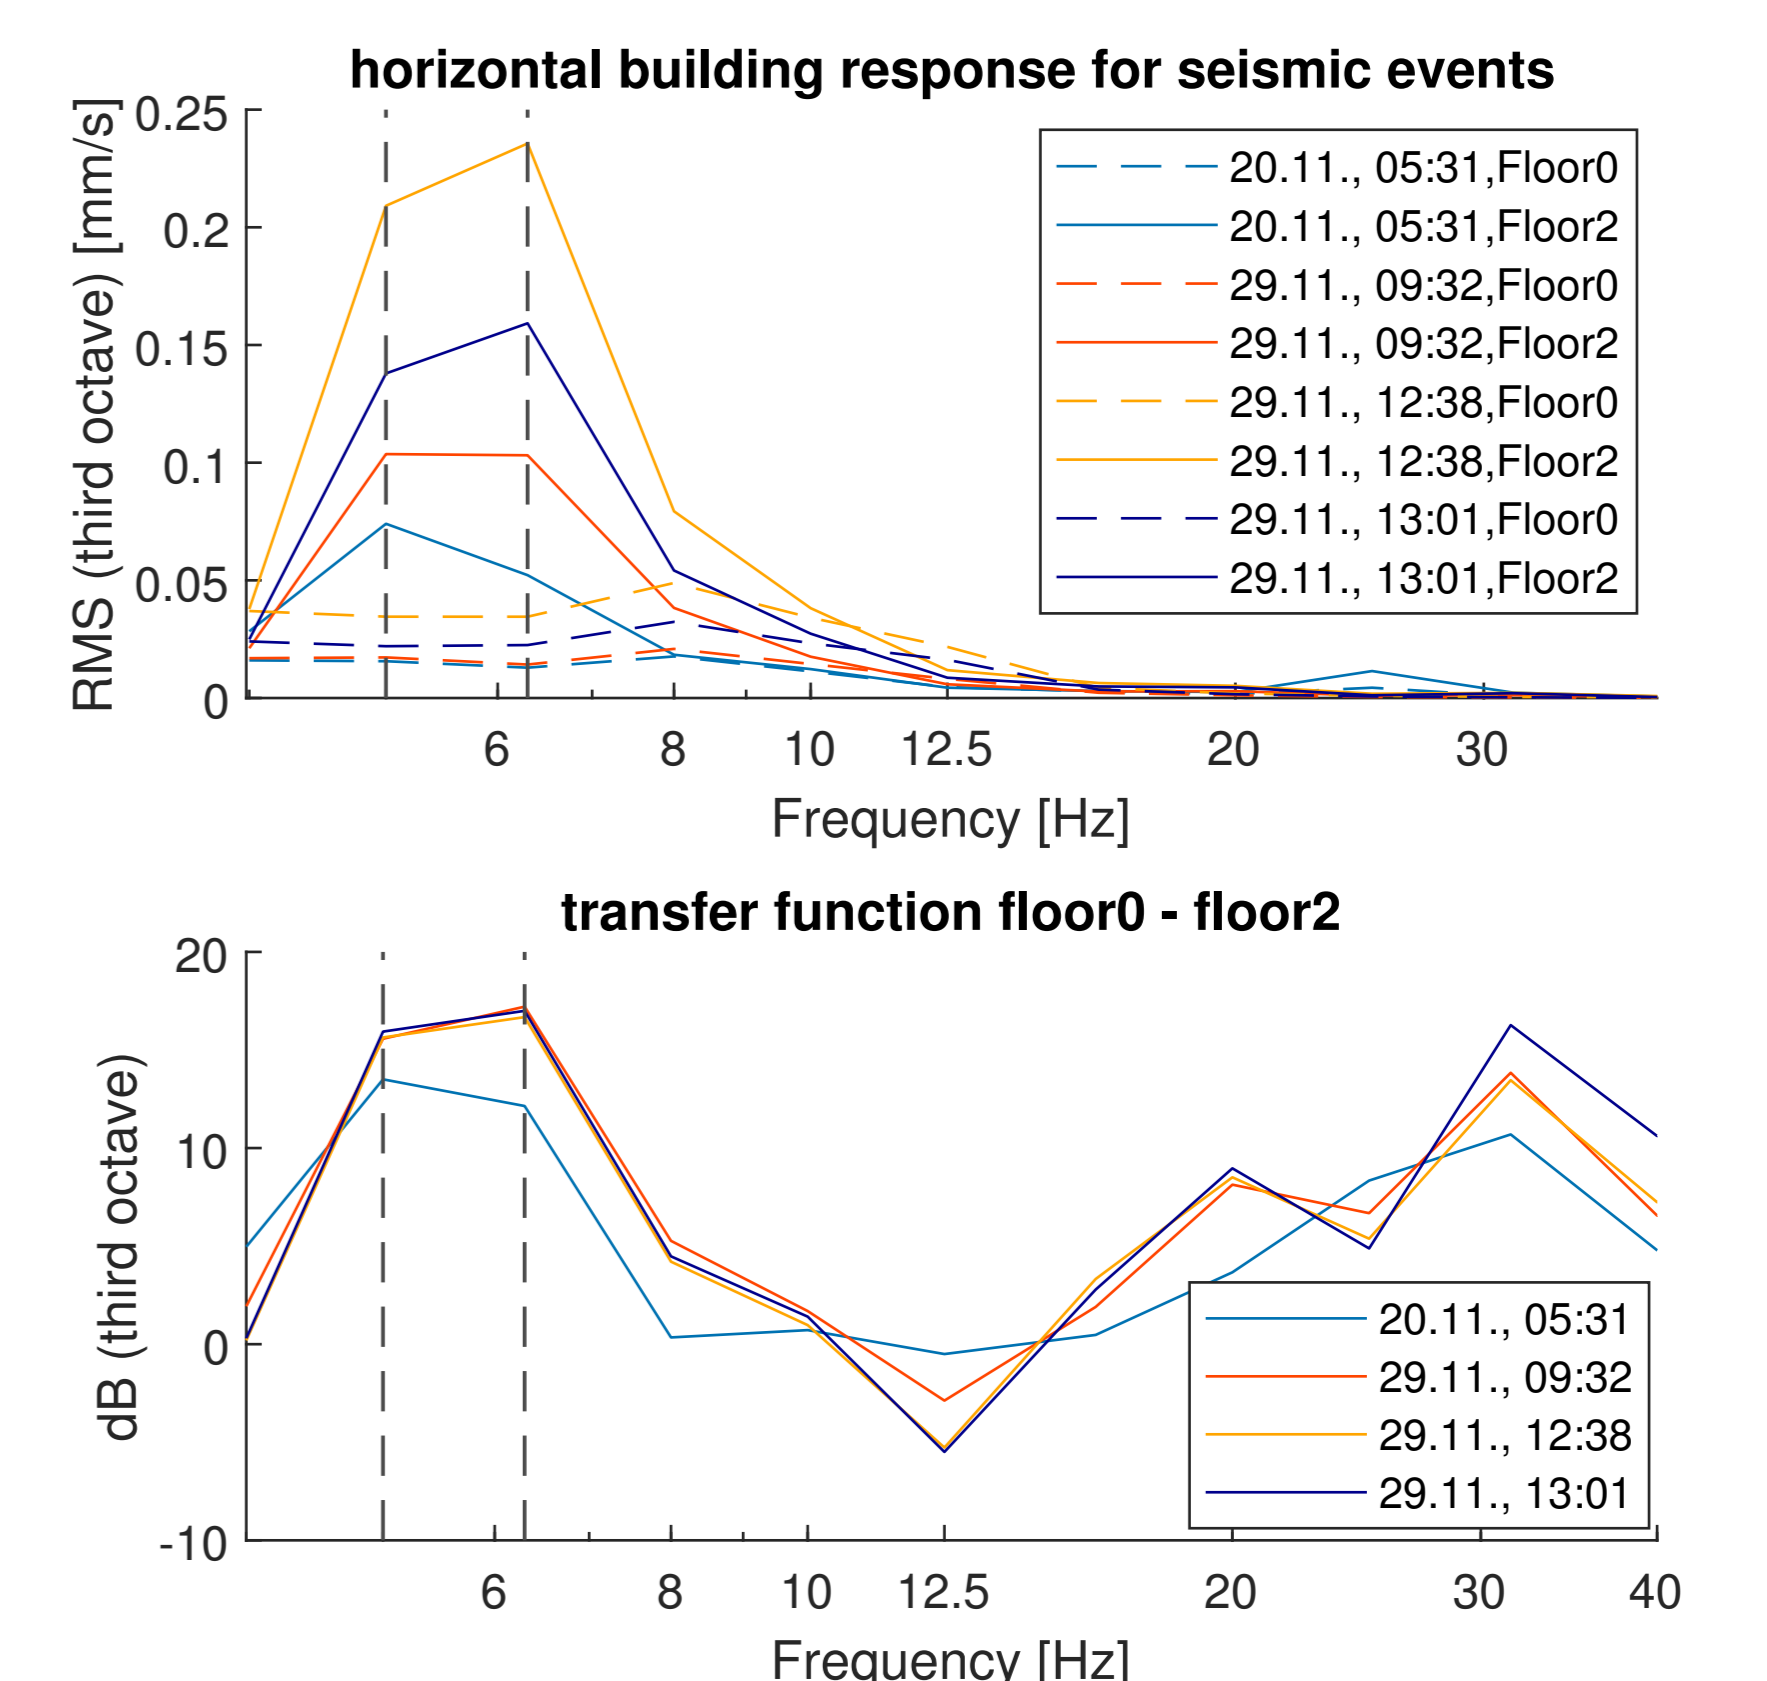 horizontal building response for seismic events
RMS (third octave) [mm/s]
0.25
0.2
0.15
0.1
0.05
0
20.11., 05:31,Floor0
20.11., 05:31,Floor2
29.11., 09:32,Floor0
29.11., 09:32,Floor2
29.11., 12:38,Floor0
29.11., 12:38,Floor2
29.11., 13:01,Floor0
29.11., 13:01,Floor2
6 8 10 12.5 20 30
Frequency [Hz]
transfer function floor0 - floor2
dB (third octave)
20
10
0
-10
20.11., 05:31
29.11., 09:32
29.11., 12:38
29.11., 13:01
6 8 10 12.5 20 30 40
Frequency [Hz]